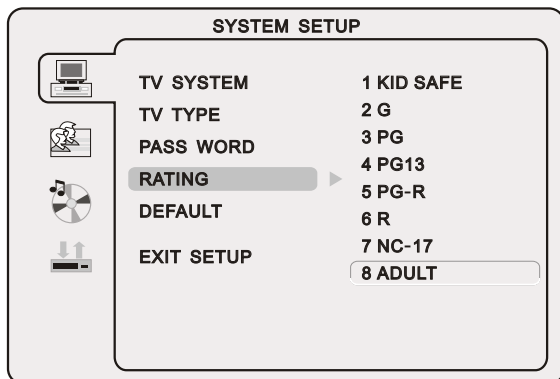 SYSTEM SETUP
TV SYSTEM
TV TYPE
PASS WORD
RATING
DEFAULT
EXIT SETUP
1 KID SAFE
2 G
3 PG
4 PG13
5 PG-R
6 R
7 NC-17
8 ADULT